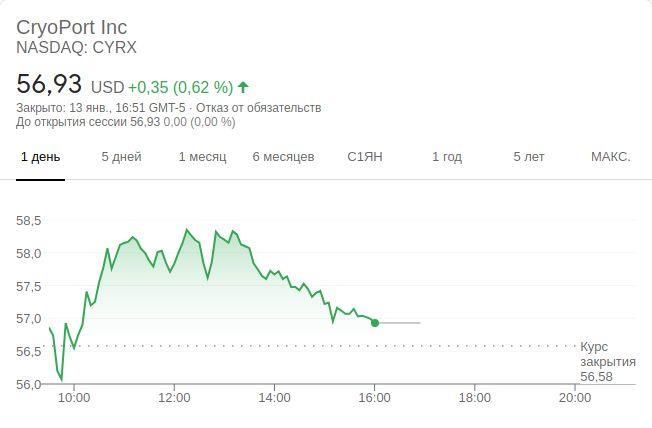 CryoPort Inc
NASDAQ: CYRX
56,93 USD +0,35 (0,62 %)
Закрыто: 13 янв., 16:51 GMT-5 · Отказ от обязательств
До открытия сессии 56,93 0,00 (0,00 %)
1 день 5 дней 1 месяц 6 месяцев С1ЯН 1 год 5 лет МАКС.
58,5
58,0
57,5
57,0
56,5
56,0
Курс
закрытия
56,58
10:00 12:00 14:00 16:00 18:00 20:00